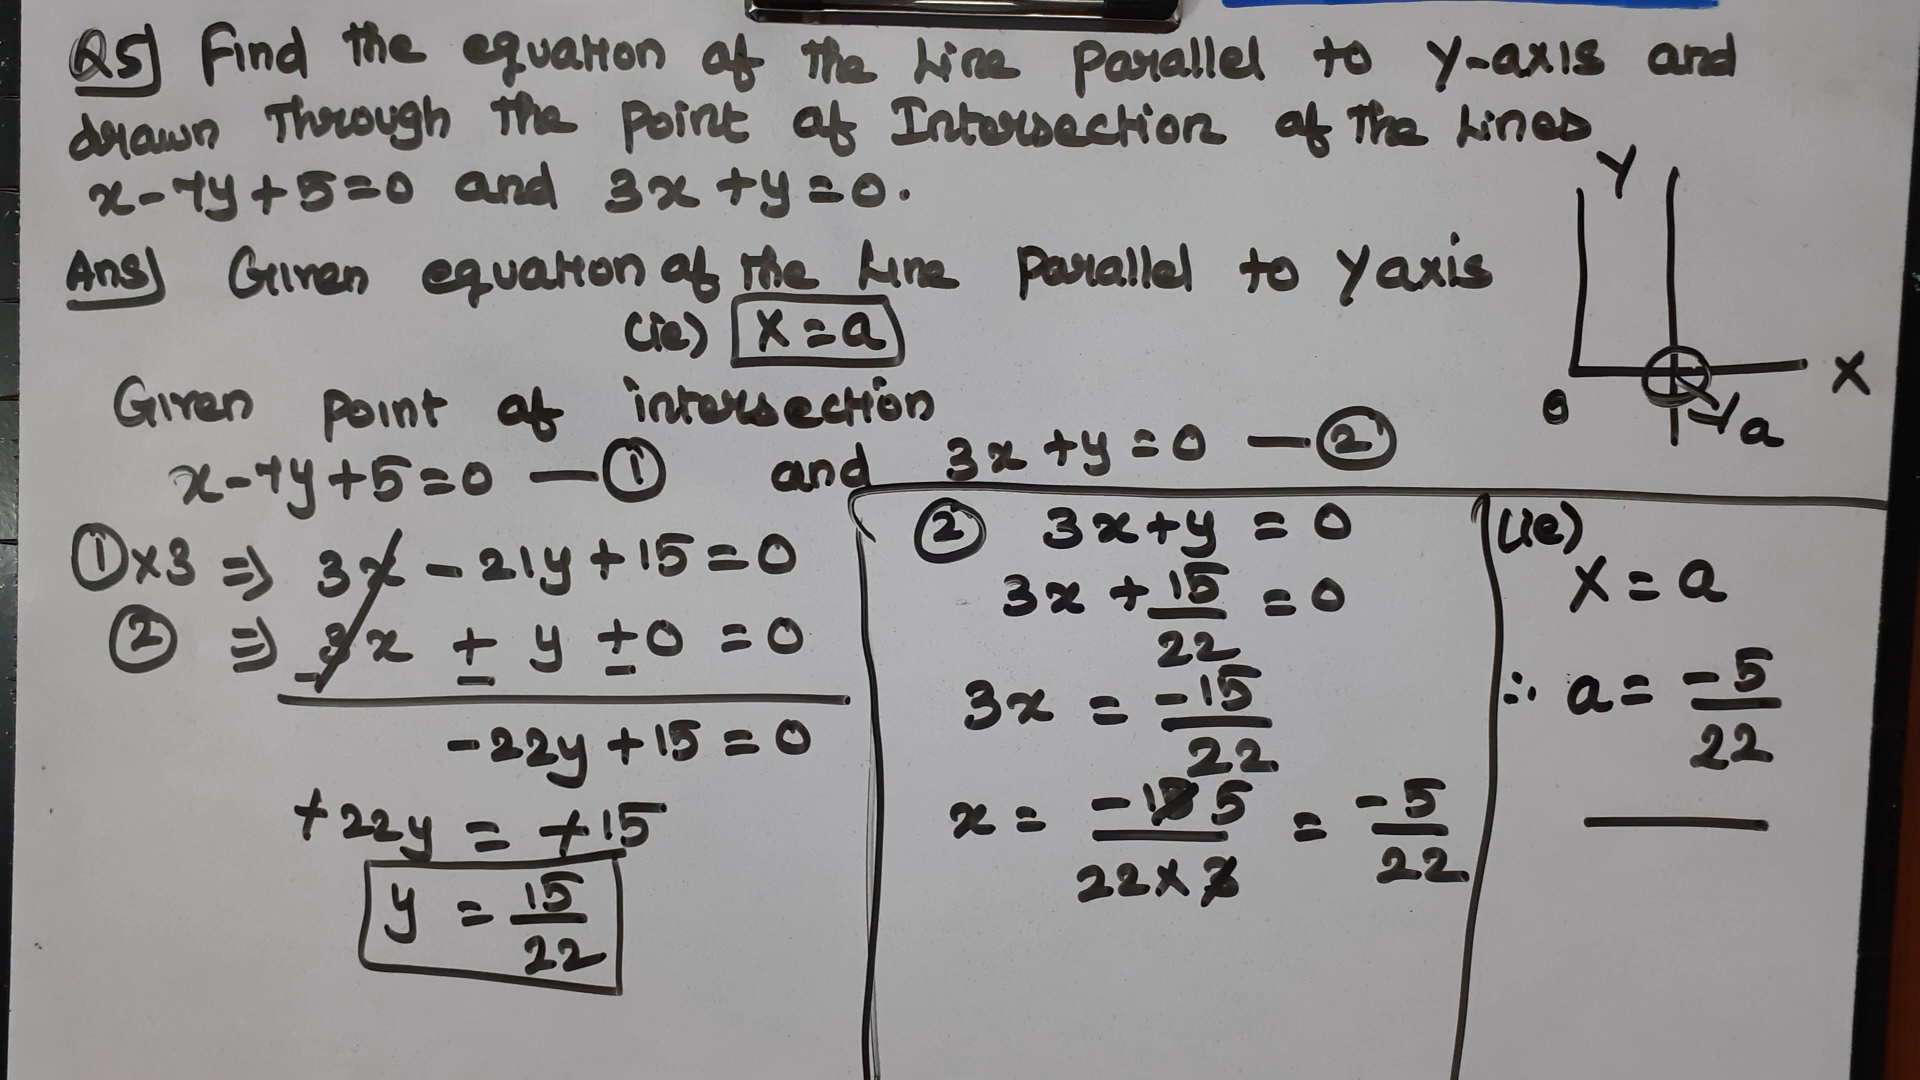 Q5) Find the equation of the Line parallel to Y-axis and
drawn Through the point of Intersection of the Lines
x-7y+5=0 and 3x+y=0.
Ans) Given equation of the Line parallel to Y axis
(ie) X=a
Given point of intersection
x-7y+5=0 — ① and 3x+y=0 — ②
①x3 ⇒ 3x-21y+15=0
② ⇒ 3x ± y ± 0 = 0
-22y+15=0
+22y = +15
y = 15/22
② 3x+y = 0
3x + 15/22 = 0
3x = -15/22
x = -15 5/22x3 = -5/22
(ie)
X = a
∴ a = -5/22
Y
X
0
a